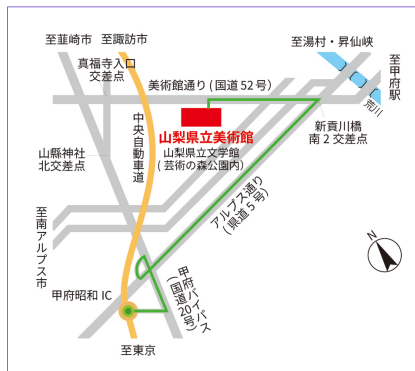 至韮崎市
至諏訪市
至湯村・昇仙峡
至甲府駅
真福寺入口
交差点
美術館通り(国道52号)
荒川
中央自動車道
山梨県立美術館
山梨県立文学館
(芸術の森公園内)
新貢川橋
南2交差点
山縣神社
北交差点
アルプス通り
(県道5号)
至南アルプス市
甲府昭和 IC
甲府バイパス
(国道20号)
N
至東京